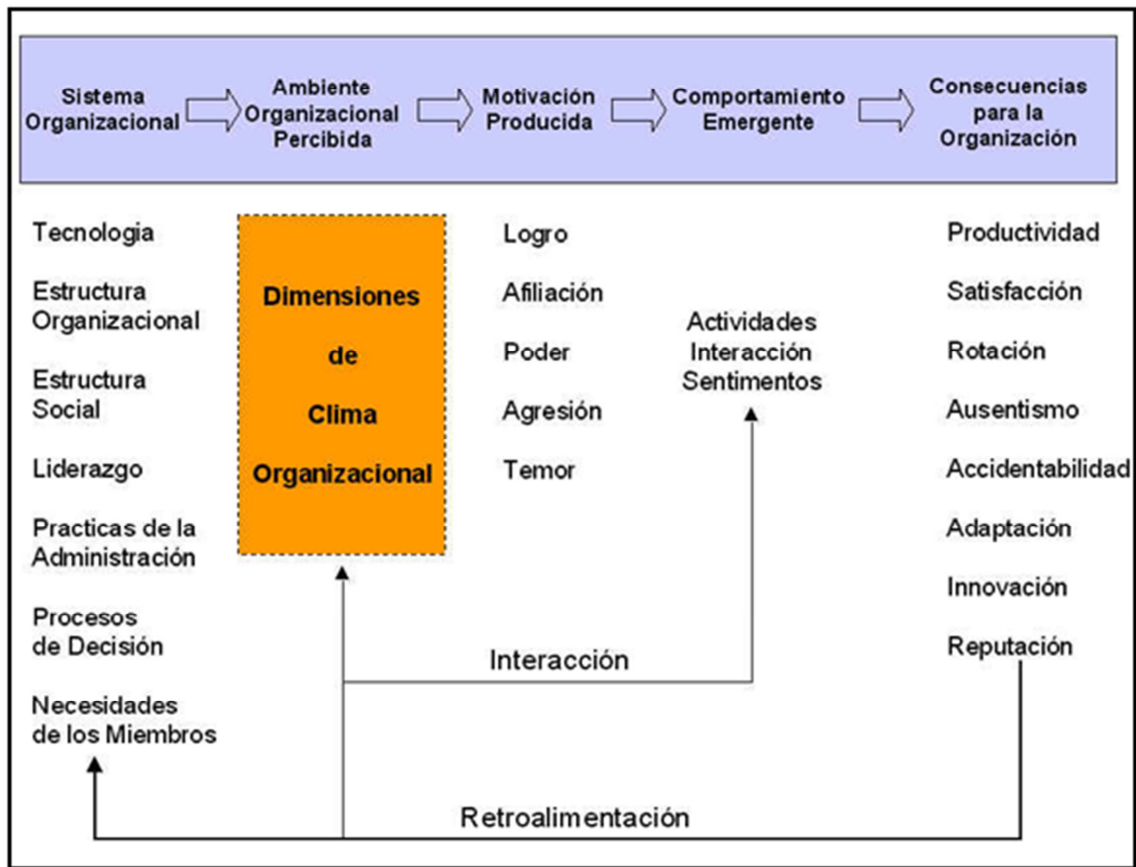 Sistema
Organizacional
Ambiente
Organizacional
Percibida
Motivación
Producida
Comportamiento
Emergente
Consecuencias
para la
Organización
Tecnologia
Estructura
Organizacional
Estructura
Social
Liderazgo
Practicas de la
Administración
Procesos
de Decisión
Necesidades
de los Miembros
Dimensiones
de
Clima
Organizacional
Logro
Afiliación
Poder
Agresión
Temor
Actividades
Interacción
Sentimentos
Productividad
Satisfacción
Rotación
Ausentismo
Accidentabilidad
Adaptación
Innovación
Reputación
Interacción
Retroalimentación